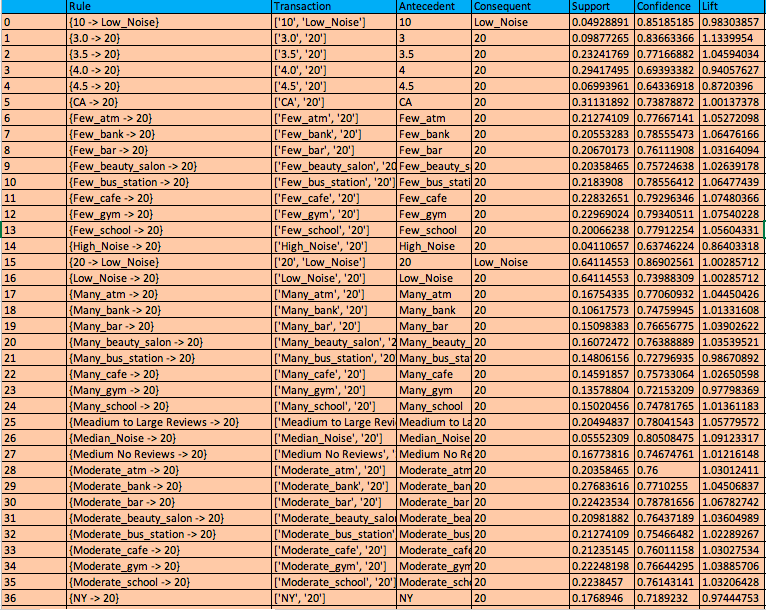 Rule Transaction Antecedent Consequent Support Confidence Lift
0 {10 -> Low_Noise} ['10', 'Low_Noise'] 10 Low_Noise 0.04928891 0.85185185 0.98303857
1 {3.0 -> 20} ['3.0', '20'] 3 20 0.09877265 0.83663366 1.1339954
2 {3.5 -> 20} ['3.5', '20'] 3.5 20 0.23241769 0.77166882 1.04594034
3 {4.0 -> 20} ['4.0', '20'] 4 20 0.29417495 0.69393382 0.94057627
4 {4.5 -> 20} ['4.5', '20'] 4.5 20 0.06993961 0.64336918 0.8720396
5 {CA -> 20} ['CA', '20'] CA 20 0.31131892 0.73878872 1.00137378
6 {Few_atm -> 20} ['Few_atm', '20'] Few_atm 20 0.21274109 0.77667141 1.05272098
7 {Few_bank -> 20} ['Few_bank', '20'] Few_bank 20 0.20553283 0.78555473 1.06476166
8 {Few_bar -> 20} ['Few_bar', '20'] Few_bar 20 0.20670173 0.76111908 1.03164094
9 {Few_beauty_salon -> 20} ['Few_beauty_salon', '20 Few_beauty_s 20 0.20358465 0.75724638 1.02639178
10 {Few_bus_station -> 20} ['Few_bus_station', '20'] Few_bus_stati 20 0.2183908 0.78556412 1.06477439
11 {Few_cafe -> 20} ['Few_cafe', '20'] Few_cafe 20 0.22832651 0.79296346 1.07480366
12 {Few_gym -> 20} ['Few_gym', '20'] Few_gym 20 0.22969024 0.79340511 1.07540228
13 {Few_school -> 20} ['Few_school', '20'] Few_school 20 0.20066238 0.77912254 1.05604331
14 {High_Noise -> 20} ['High_Noise', '20'] High_Noise 20 0.04110657 0.63746224 0.86403318
15 {20 -> Low_Noise} ['20', 'Low_Noise'] 20 Low_Noise 0.64114553 0.86902561 1.00285712
16 {Low_Noise -> 20} ['Low_Noise', '20'] Low_Noise 20 0.64114553 0.73988309 1.00285712
17 {Many_atm -> 20} ['Many_atm', '20'] Many_atm 20 0.16754335 0.77060932 1.04450426
18 {Many_bank -> 20} ['Many_bank', '20'] Many_bank 20 0.10617573 0.74759945 1.01331608
19 {Many_bar -> 20} ['Many_bar', '20'] Many_bar 20 0.15098383 0.76656775 1.03902622
20 {Many_beauty_salon -> 20} ['Many_beauty_salon', '2 Many_beauty_ 20 0.16072472 0.76388889 1.03539521
21 {Many_bus_station -> 20} ['Many_bus_station', '20' Many_bus_sta 20 0.14806156 0.72796935 0.98670892
22 {Many_cafe -> 20} ['Many_cafe', '20'] Many_cafe 20 0.14591857 0.75733064 1.02650598
23 {Many_gym -> 20} ['Many_gym', '20'] Many_gym 20 0.13578804 0.72153209 0.97798369
24 {Many_school -> 20} ['Many_school', '20'] Many_school 20 0.15020456 0.74781765 1.01361183
25 {Meadium to Large Reviews -> 20} ['Meadium to Large Revi Meadium to La 20 0.20494837 0.78041543 1.05779572
26 {Median_Noise -> 20} ['Median_Noise', '20'] Median_Noise 20 0.05552309 0.80508475 1.09123317
27 {Medium No Reviews -> 20} ['Medium No Reviews', ' Medium No Re 20 0.16773816 0.74674761 1.01216148
28 {Moderate_atm -> 20} ['Moderate_atm', '20'] Moderate_atm 20 0.20358465 0.76 1.03012411
29 {Moderate_bank -> 20} ['Moderate_bank', '20'] Moderate_ban 20 0.27683616 0.7710255 1.04506837
30 {Moderate_bar -> 20} ['Moderate_bar', '20'] Moderate_bar 20 0.22423534 0.78781656 1.06782742
31 {Moderate_beauty_salon -> 20} ['Moderate_beauty_salo Moderate_bea 20 0.20981882 0.76437189 1.03604989
32 {Moderate_bus_station -> 20} ['Moderate_bus_station' Moderate_bus 20 0.21274109 0.75466482 1.02289267
33 {Moderate_cafe -> 20} ['Moderate_cafe', '20'] Moderate_cafe 20 0.21235145 0.76011158 1.03027534
34 {Moderate_gym -> 20} ['Moderate_gym', '20'] Moderate_gym 20 0.22248198 0.76644295 1.03885706
35 {Moderate_school -> 20} ['Moderate_school', '20'] Moderate_sch 20 0.2238457 0.76143141 1.03206428
36 {NY -> 20} ['NY', '20'] NY 20 0.1768946 0.7189232 0.97444753